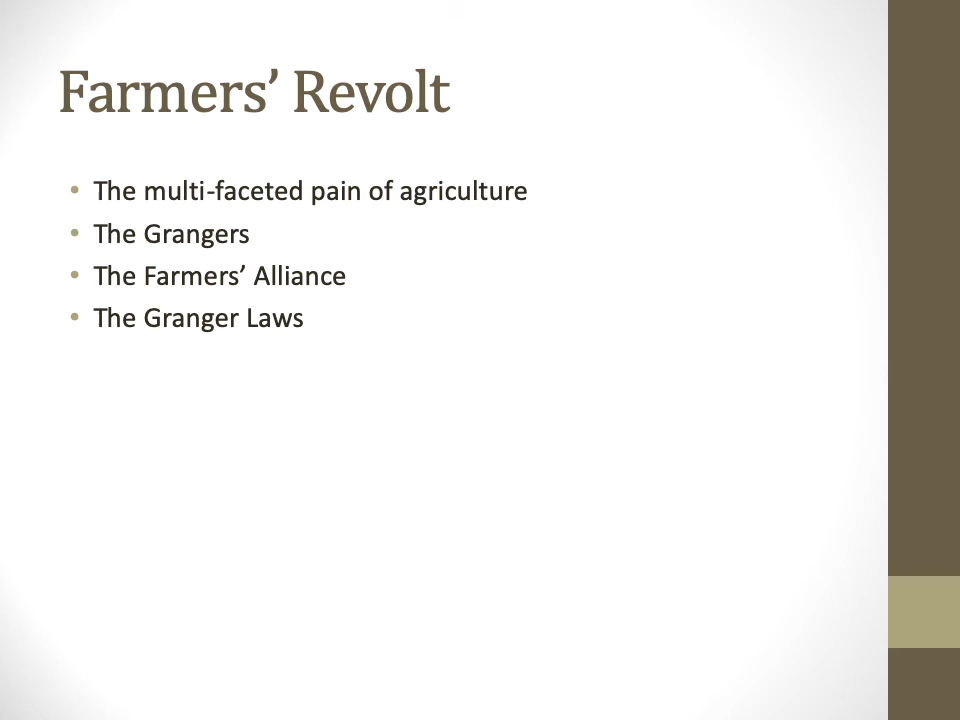 Farmers’ Revolt
• The multi-faceted pain of agriculture
• The Grangers
• The Farmers’ Alliance
• The Granger Laws